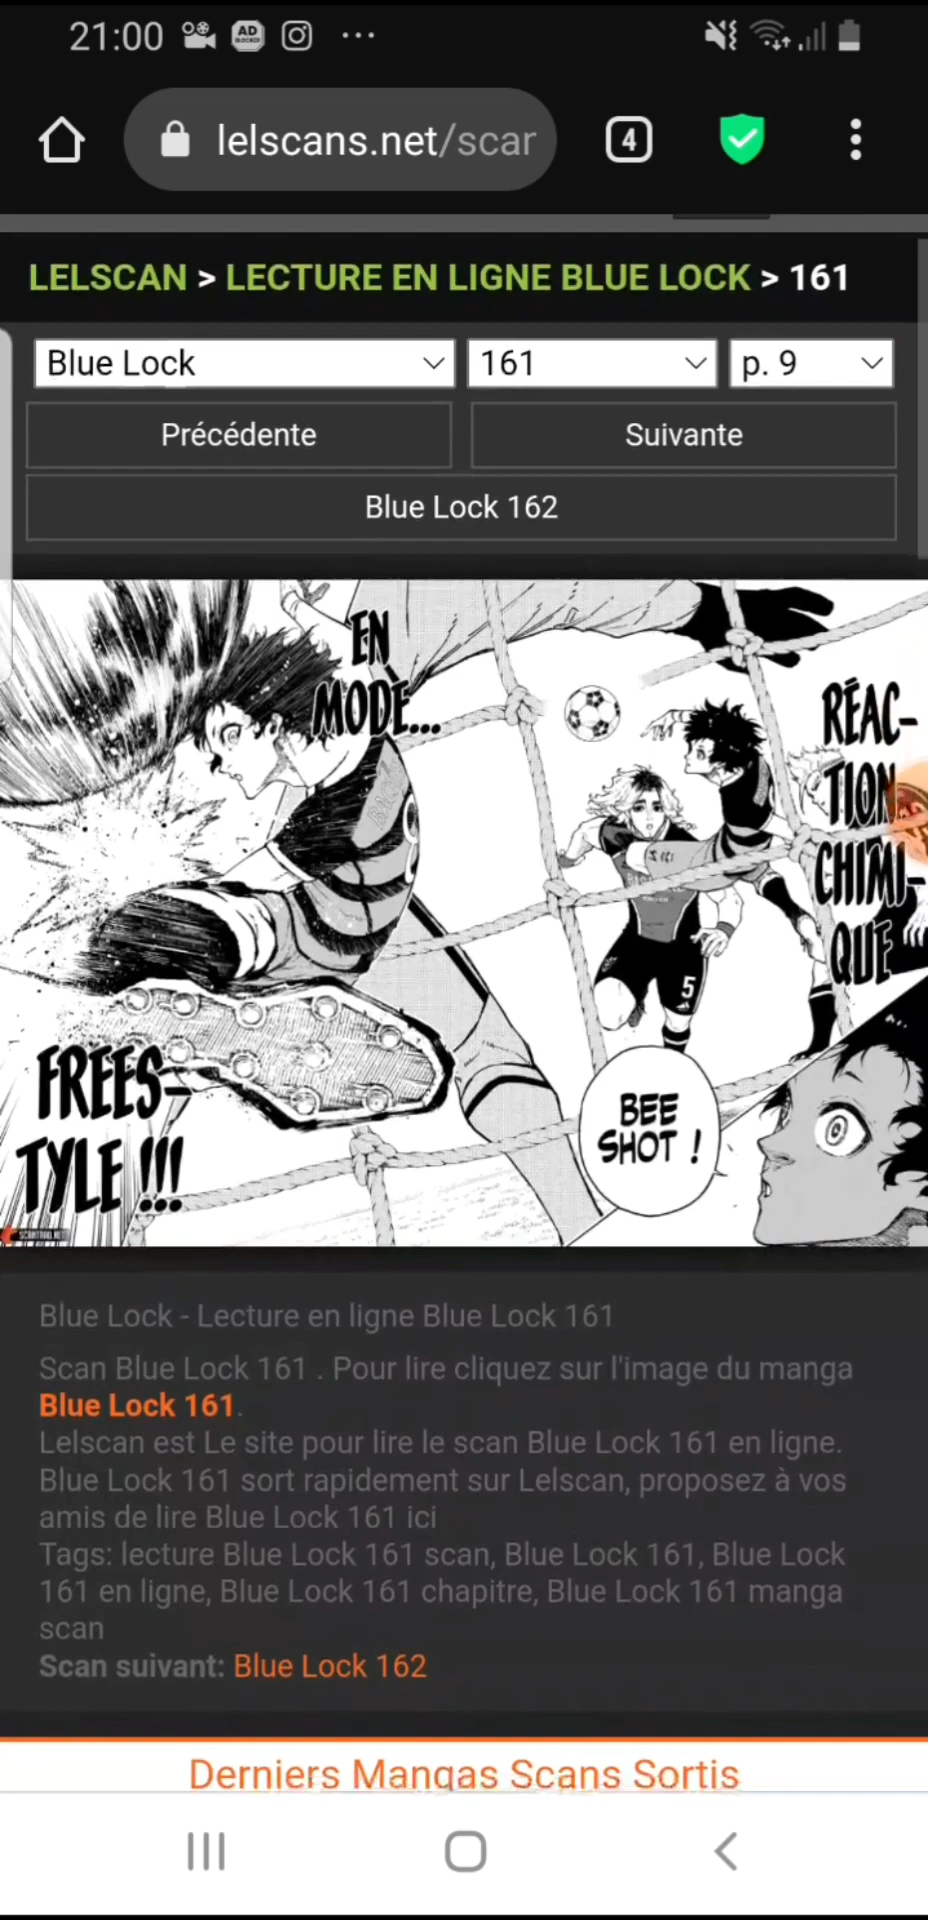 21:00
AD
BLOCKER
lelscans.net/scar
4
LELSCAN > LECTURE EN LIGNE BLUE LOCK > 161
Blue Lock
161
p. 9
Précédente
Suivante
Blue Lock 162
EN
MODE...
RÉAC-
TION
CHIMI-
QUE
5
FREES-
TYLE !!!
BEE
SHOT !
SCANTRAD.NET
Blue Lock - Lecture en ligne Blue Lock 161
Scan Blue Lock 161 . Pour lire cliquez sur l'image du manga
Blue Lock 161.
Lelscan est Le site pour lire le scan Blue Lock 161 en ligne.
Blue Lock 161 sort rapidement sur Lelscan, proposez à vos
amis de lire Blue Lock 161 ici
Tags: lecture Blue Lock 161 scan, Blue Lock 161, Blue Lock
161 en ligne, Blue Lock 161 chapitre, Blue Lock 161 manga
scan
Scan suivant: Blue Lock 162
Derniers Mangas Scans Sortis